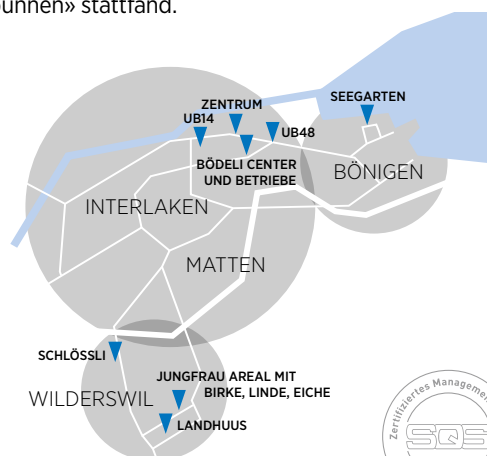 stattfand.
ZENTRUM
SEEGARTEN
UB14
UB48
BÖDELI CENTER
UND BETRIEBE
BÖNIGEN
INTERLAKEN
MATTEN
SCHLÖSSLI
JUNGFRAU AREAL MIT
BIRKE, LINDE, EICHE
WILDERSWIL
LANDHUUS
Zertifiziertes
SQS